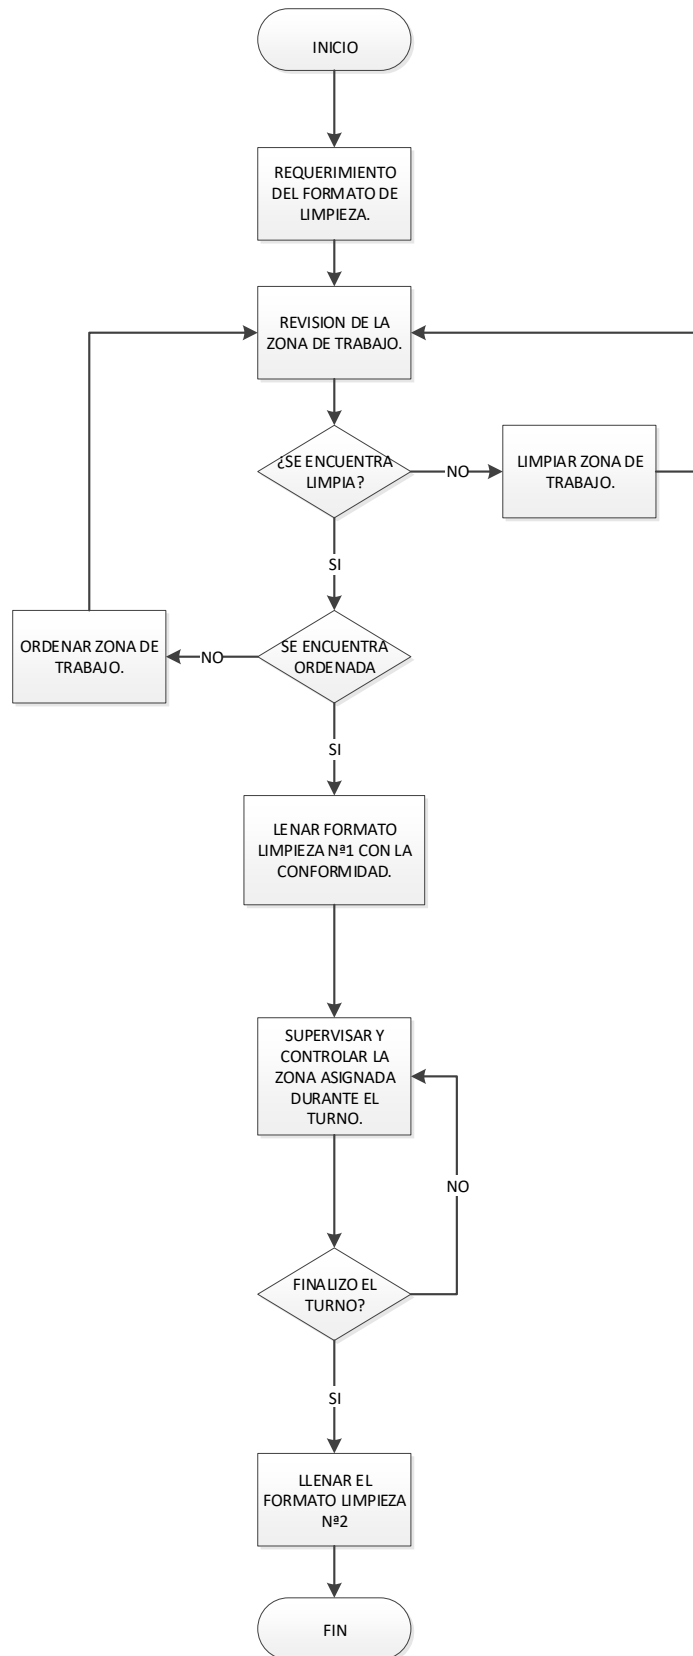 INICIO
REQUERIMIENTO
DEL FORMATO DE
LIMPIEZA.
REVISION DE LA
ZONA DE TRABAJO.
¿SE ENCUENTRA
LIMPIA?
NO
LIMPIAR ZONA DE
TRABAJO.
SI
ORDENAR ZONA DE
TRABAJO.
NO
SE ENCUENTRA
ORDENADA
SI
LENAR FORMATO
LIMPIEZA Nª1 CON LA
CONFORMIDAD.
SUPERVISAR Y
CONTROLAR LA
ZONA ASIGNADA
DURANTE EL
TURNO.
NO
FINALIZO EL
TURNO?
SI
LLENAR EL
FORMATO LIMPIEZA
Nª2
FIN